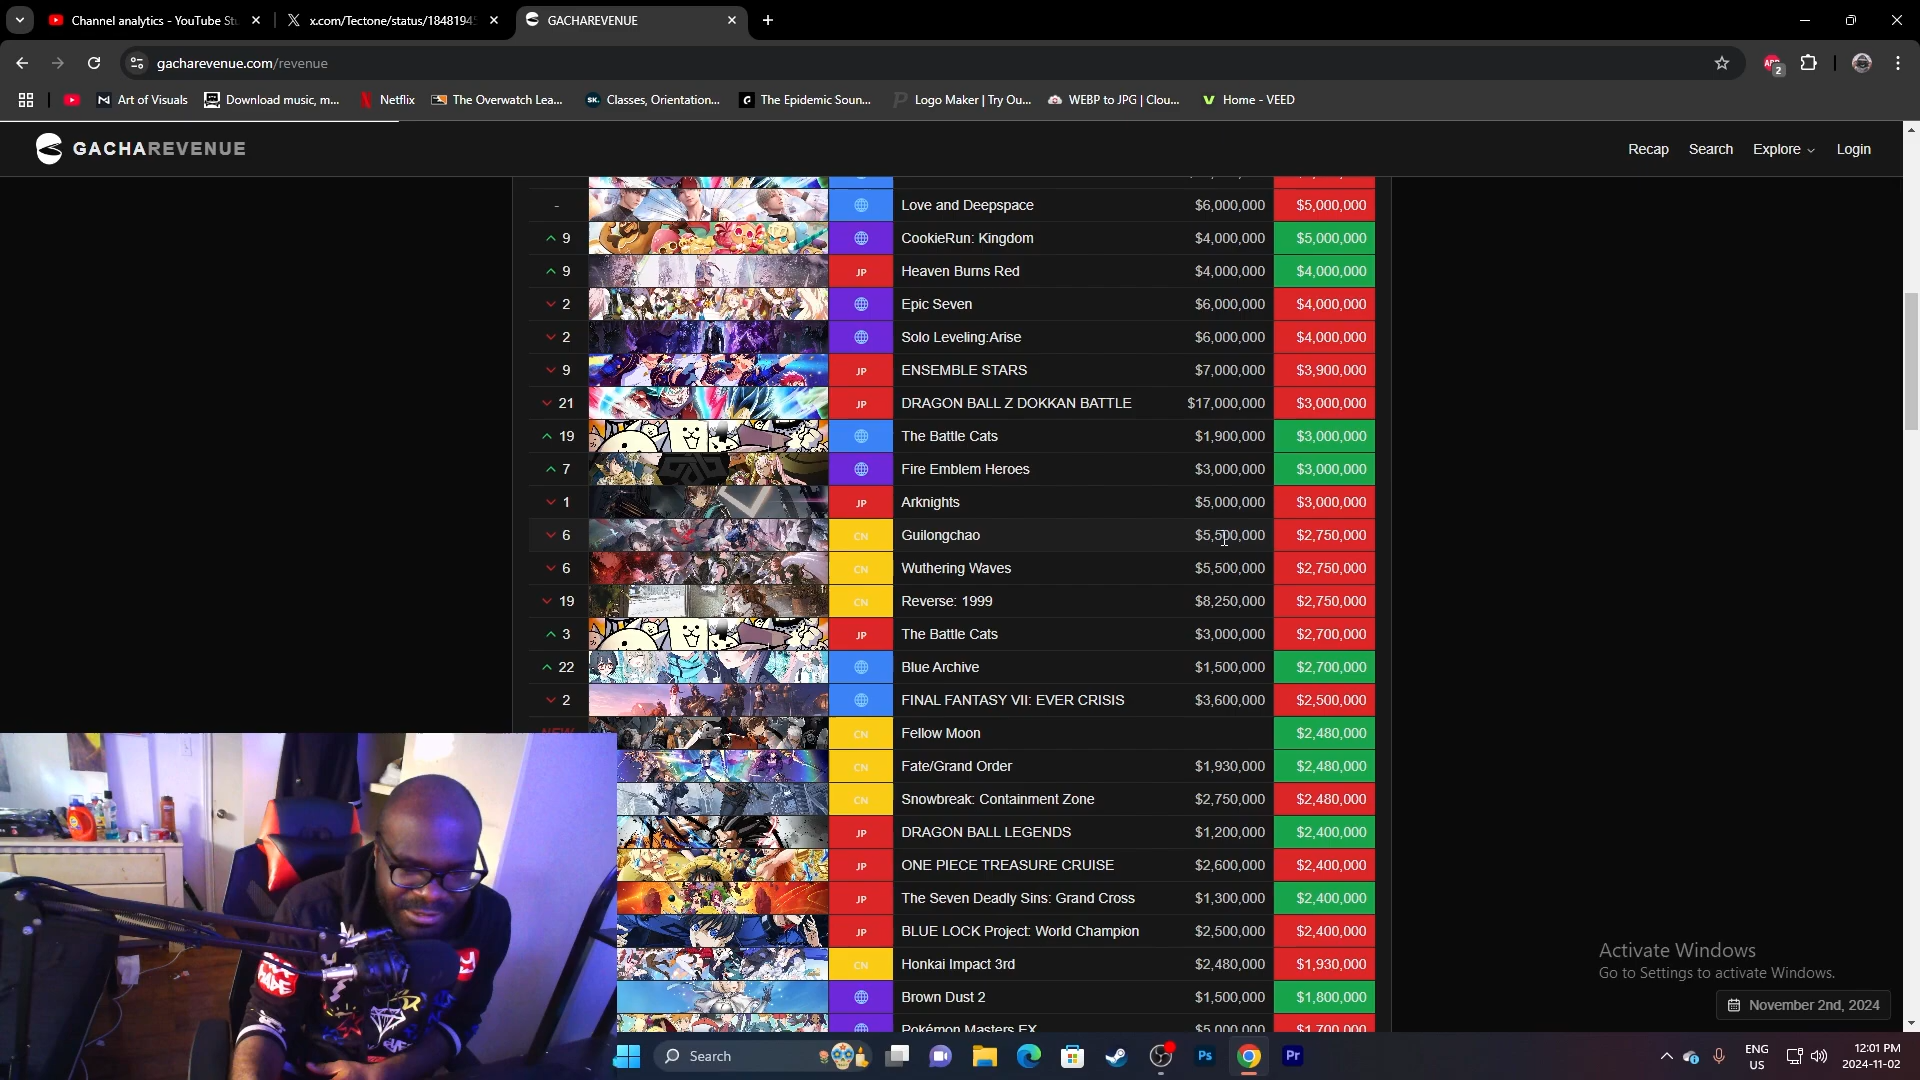 Channel analytics - YouTube Stu
x.com/Tectone/status/1848194
GACHAREVENUE
gacharevenue.com/revenue
ABP 2
Art of Visuals
Download music, m...
Netflix
The Overwatch Lea...
SK. Classes, Orientation...
The Epidemic Soun...
Logo Maker | Try Ou...
WEBP to JPG | Clou...
Home - VEED
GACHAREVENUE
Recap Search Explore Login
- Love and Deepspace $6,000,000 $5,000,000
9 CookieRun: Kingdom $4,000,000 $5,000,000
9 JP Heaven Burns Red $4,000,000 $4,000,000
2 Epic Seven $6,000,000 $4,000,000
2 Solo Leveling:Arise $6,000,000 $4,000,000
9 JP ENSEMBLE STARS $7,000,000 $3,900,000
21 JP DRAGON BALL Z DOKKAN BATTLE $17,000,000 $3,000,000
19 The Battle Cats $1,900,000 $3,000,000
7 Fire Emblem Heroes $3,000,000 $3,000,000
1 JP Arknights $5,000,000 $3,000,000
6 CN Guilongchao $5,500,000 $2,750,000
6 CN Wuthering Waves $5,500,000 $2,750,000
19 CN Reverse: 1999 $8,250,000 $2,750,000
3 JP The Battle Cats $3,000,000 $2,700,000
22 Blue Archive $1,500,000 $2,700,000
2 FINAL FANTASY VII: EVER CRISIS $3,600,000 $2,500,000
NEW CN Fellow Moon $2,480,000
CN Fate/Grand Order $1,930,000 $2,480,000
CN Snowbreak: Containment Zone $2,750,000 $2,480,000
JP DRAGON BALL LEGENDS $1,200,000 $2,400,000
JP ONE PIECE TREASURE CRUISE $2,600,000 $2,400,000
JP The Seven Deadly Sins: Grand Cross $1,300,000 $2,400,000
JP BLUE LOCK Project: World Champion $2,500,000 $2,400,000
CN Honkai Impact 3rd $2,480,000 $1,930,000
Brown Dust 2 $1,500,000 $1,800,000
Pokémon Masters EX $5,000,000 $1,700,000
Activate Windows
Go to Settings to activate Windows.
November 2nd, 2024
Search
Ps
Pr
ENG
US
12:01 PM
2024-11-02